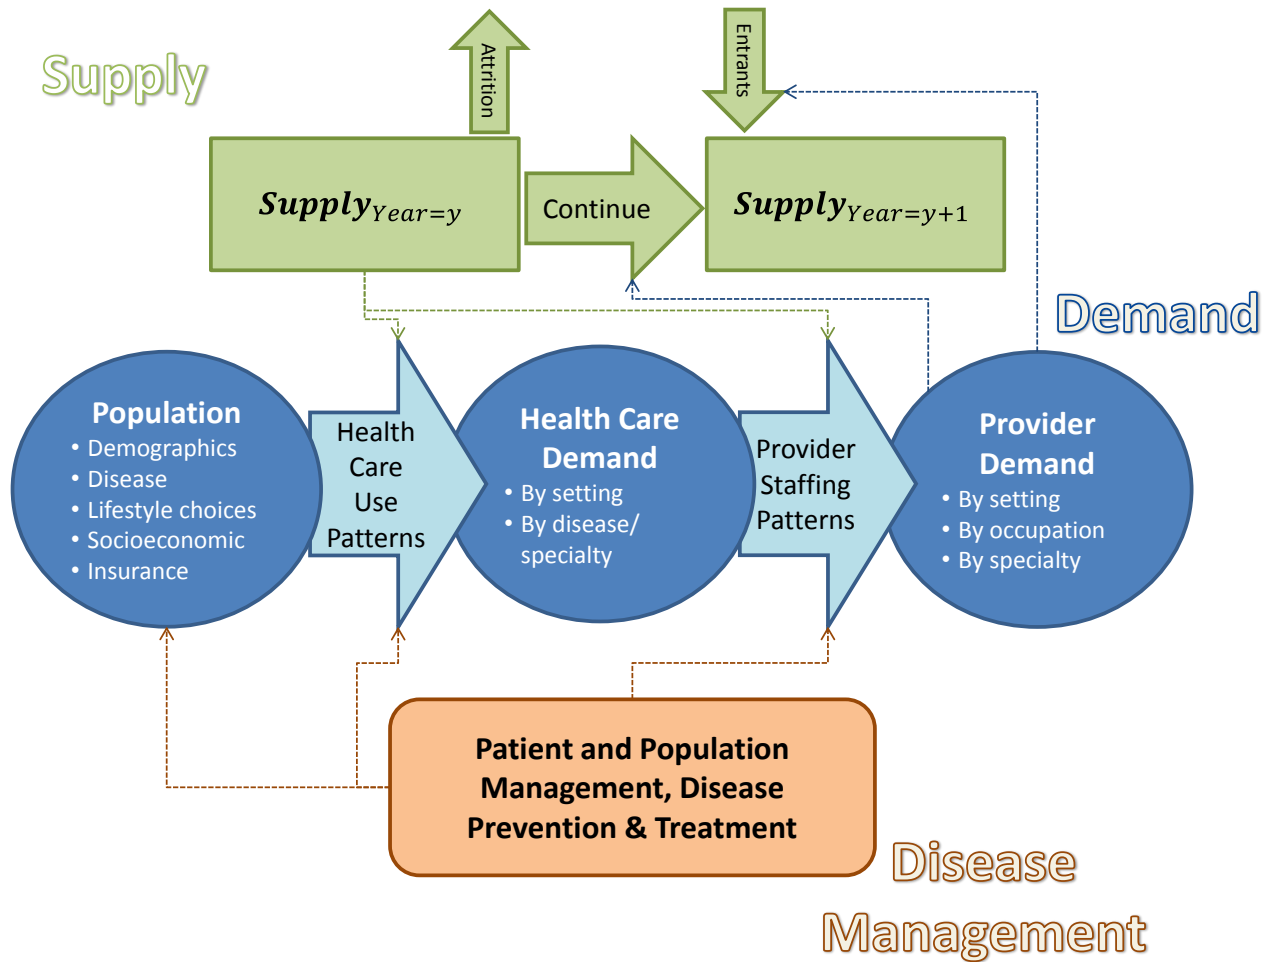 Supply
Attrition
Entrants
Supply Year=y
Continue
Supply Year=y+1
Demand
Population
• Demographics
• Disease
• Lifestyle choices
• Socioeconomic
• Insurance
Health
Care
Use
Patterns
Health Care
Demand
• By setting
• By disease/
specialty
Provider
Staffing
Patterns
Provider
Demand
• By setting
• By occupation
• By specialty
Patient and Population
Management, Disease
Prevention & Treatment
Disease
Management